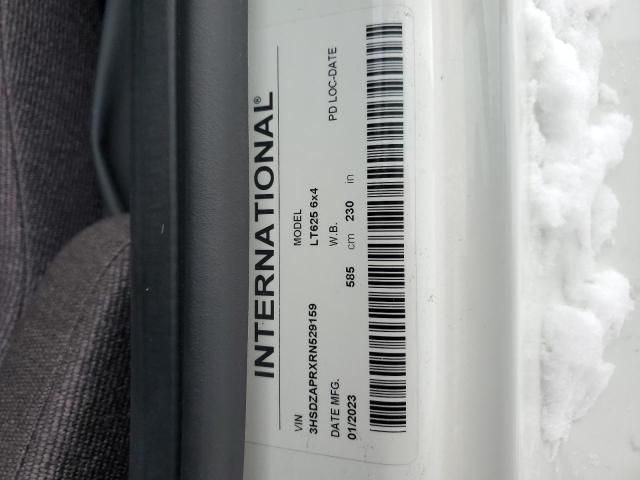 INTERNATIONAL®
VIN MODEL
3HSDZAPRXRN529159 LT625 6x4
DATE MFG. W.B. PD LOC-DATE
01/2023 585 cm 230 in